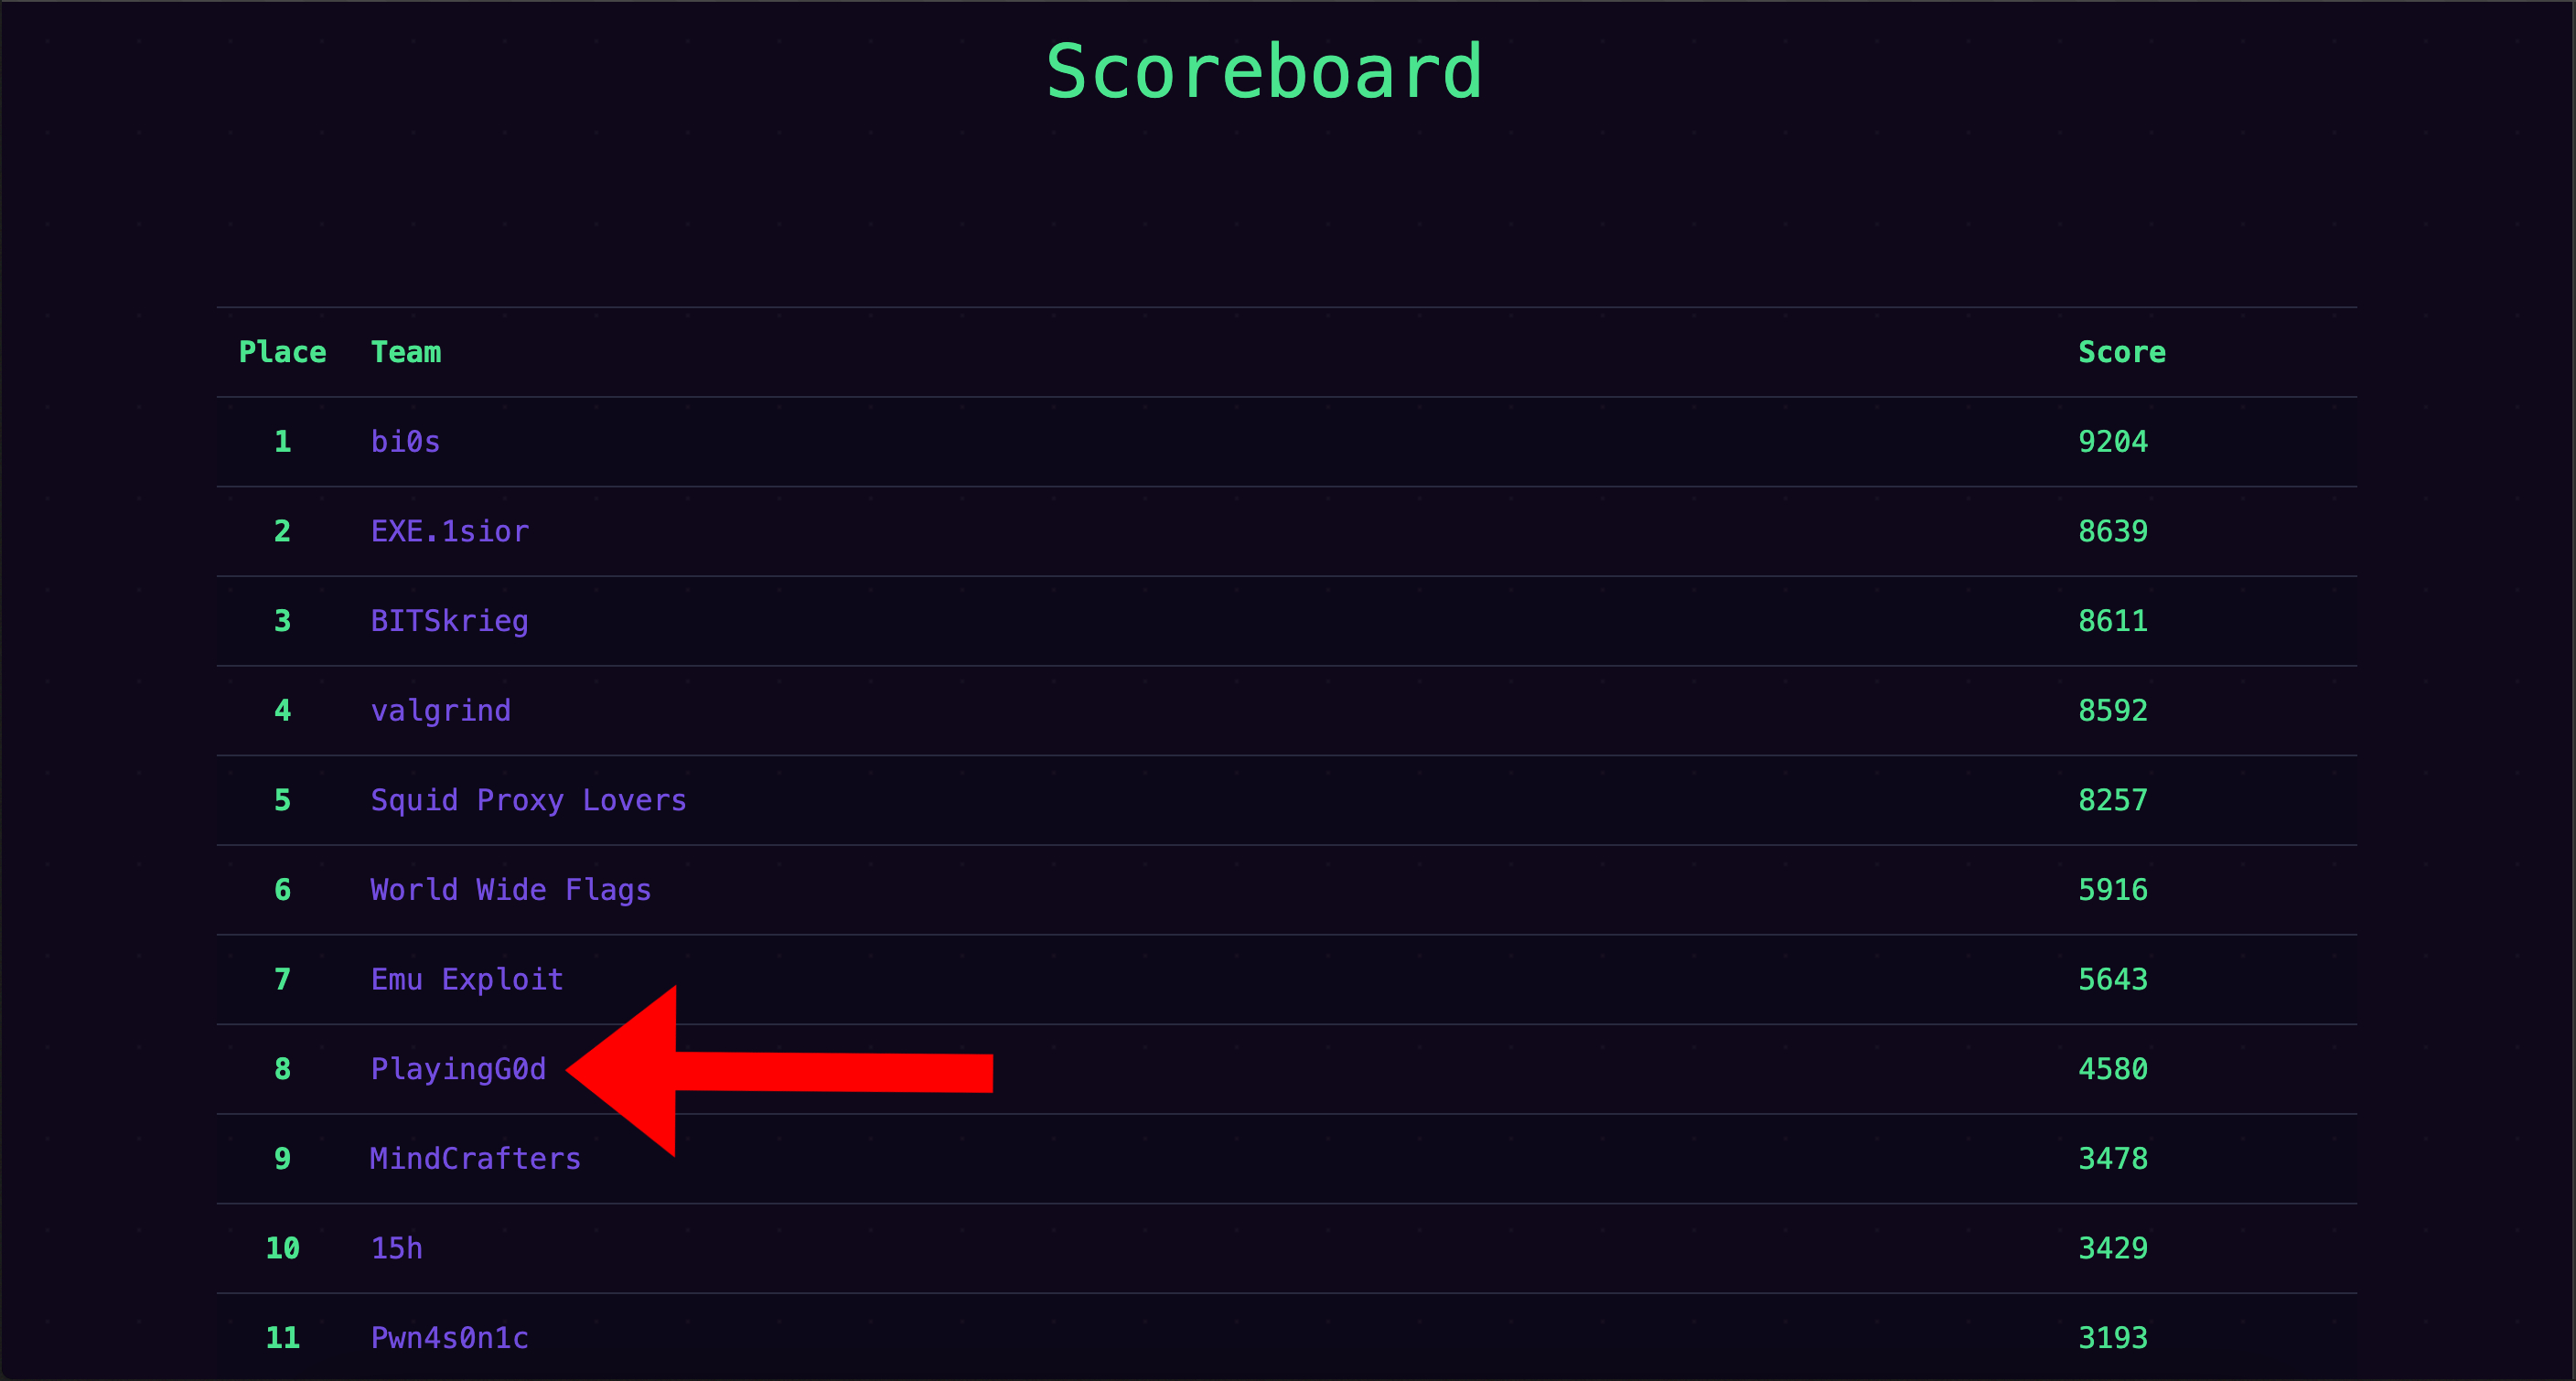 Scoreboard
Place Team Score
1 bi0s 9204
2 EXE.1sior 8639
3 BITSkrieg 8611
4 valgrind 8592
5 Squid Proxy Lovers 8257
6 World Wide Flags 5916
7 Emu Exploit 5643
8 PlayingG0d 4580
9 MindCrafters 3478
10 15h 3429
11 Pwn4s0n1c 3193